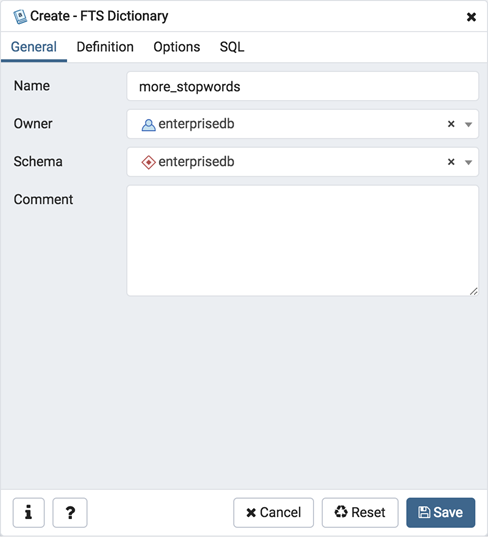 Create - FTS Dictionary
General Definition Options SQL
Name more_stopwords
Owner enterprisedb
Schema enterprisedb
Comment
i ? Cancel Reset Save